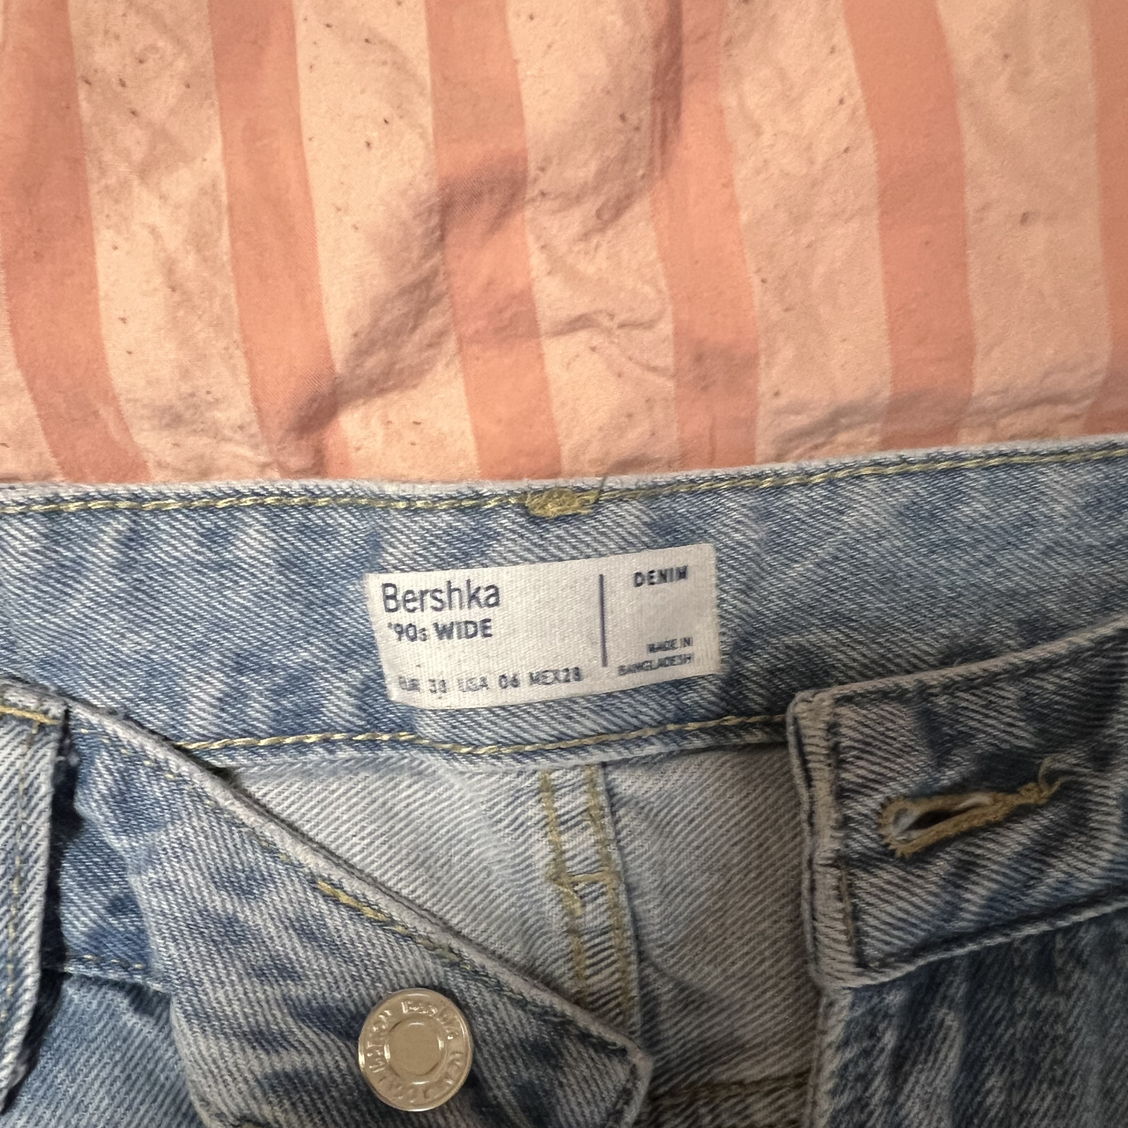 Bershka
'90s WIDE
EUR 38 USA 06 MEX28
DENIM
MADE IN
BANGLADESH